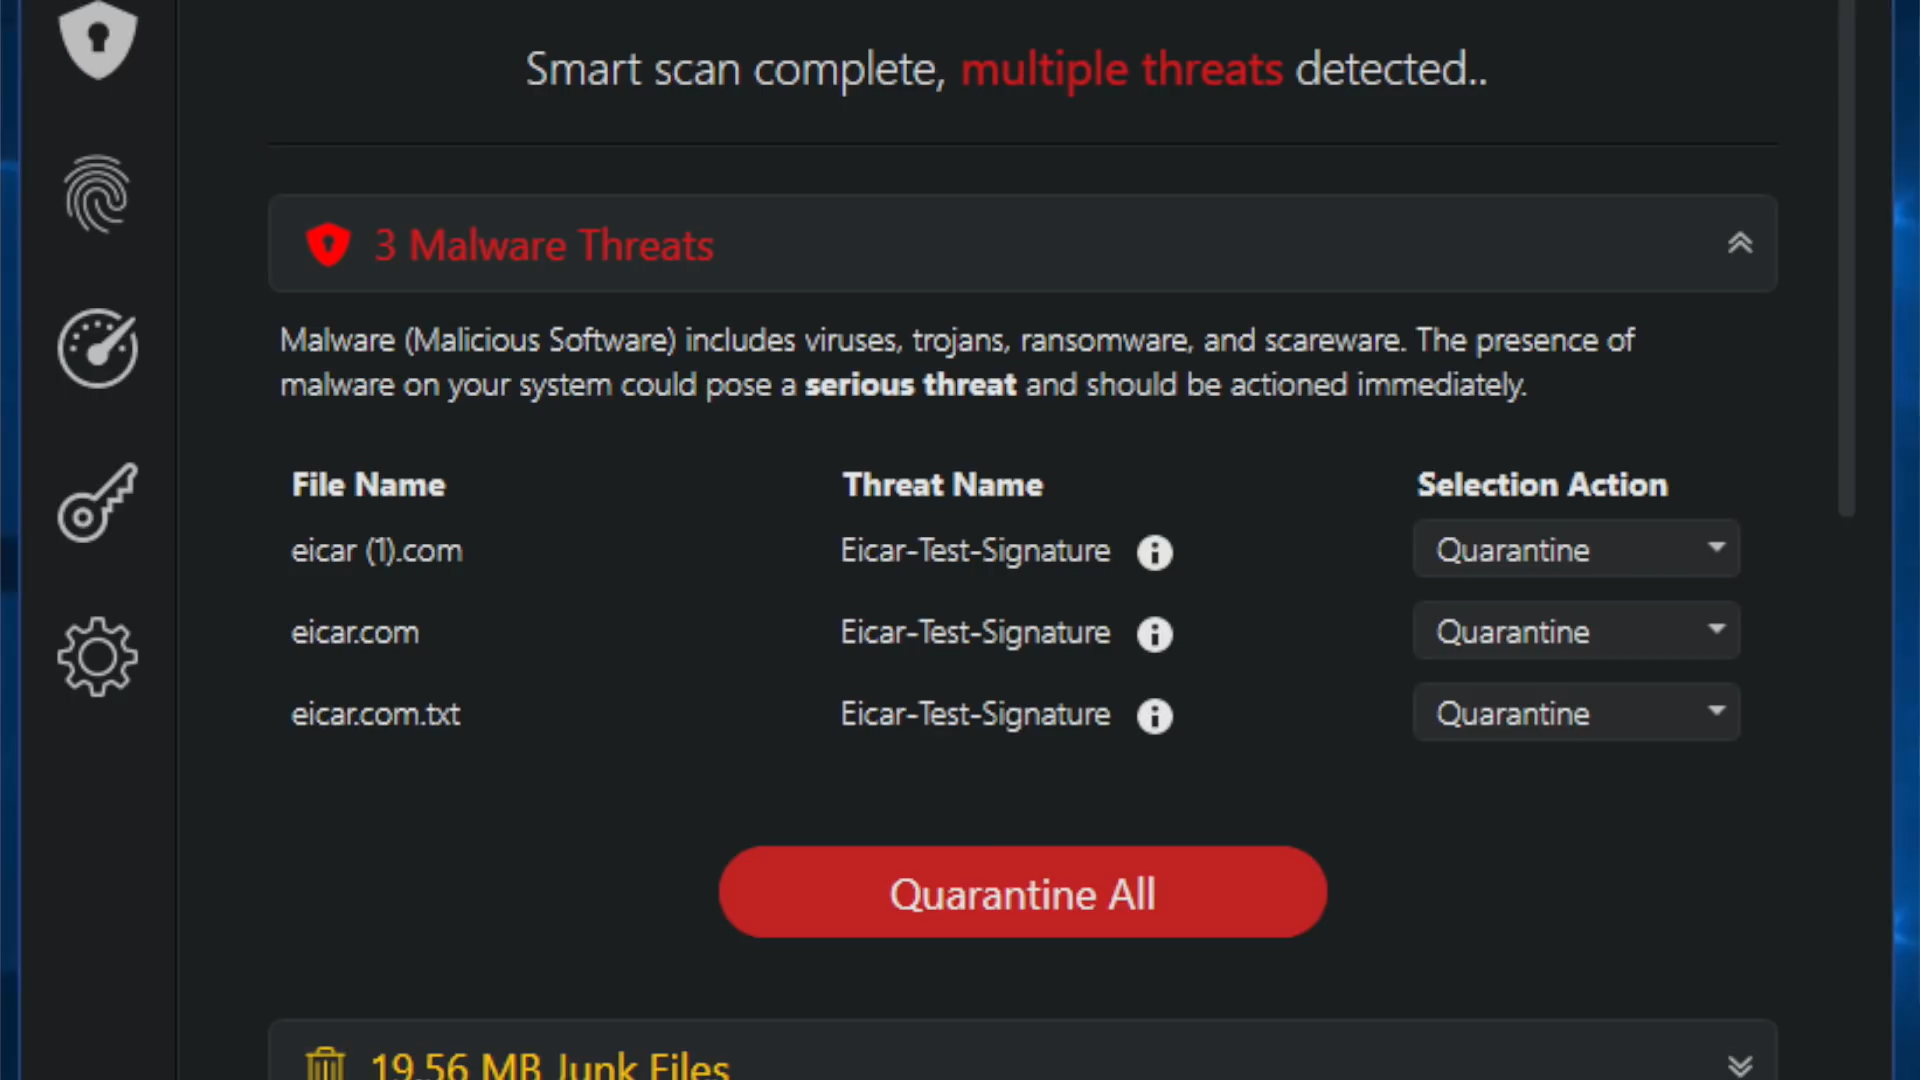 Smart scan complete, multiple threats detected..
3 Malware Threats
Malware (Malicious Software) includes viruses, trojans, ransomware, and scareware. The presence of
malware on your system could pose a serious threat and should be actioned immediately.
File Name Threat Name Selection Action
eicar (1).com Eicar-Test-Signature Quarantine
eicar.com Eicar-Test-Signature Quarantine
eicar.com.txt Eicar-Test-Signature Quarantine
Quarantine All
19.56 MB Junk Files